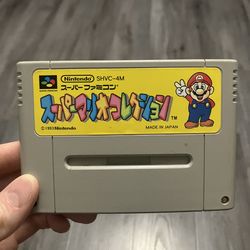 Nintendo SHVC-4M
スーパーファミコン
スーパーマリオコレクション
TM
©1993 Nintendo
MADE IN JAPAN